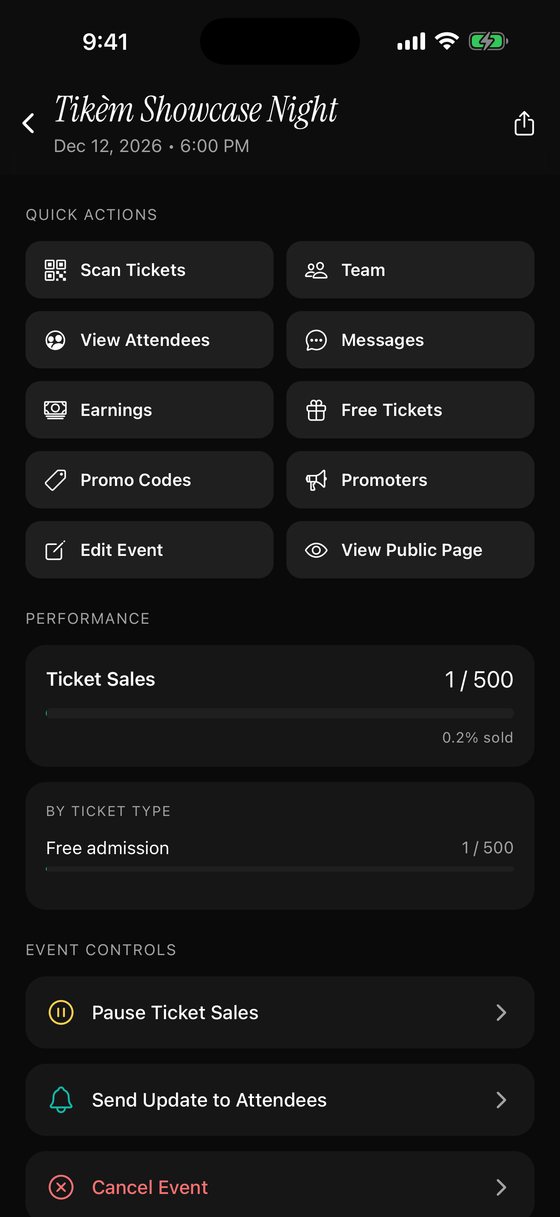 9:41
Tikèm Showcase Night
Dec 12, 2026 • 6:00 PM
QUICK ACTIONS
Scan Tickets
Team
View Attendees
Messages
Earnings
Free Tickets
Promo Codes
Promoters
Edit Event
View Public Page
PERFORMANCE
Ticket Sales
1 / 500
0.2% sold
BY TICKET TYPE
Free admission
1 / 500
EVENT CONTROLS
Pause Ticket Sales
Send Update to Attendees
Cancel Event